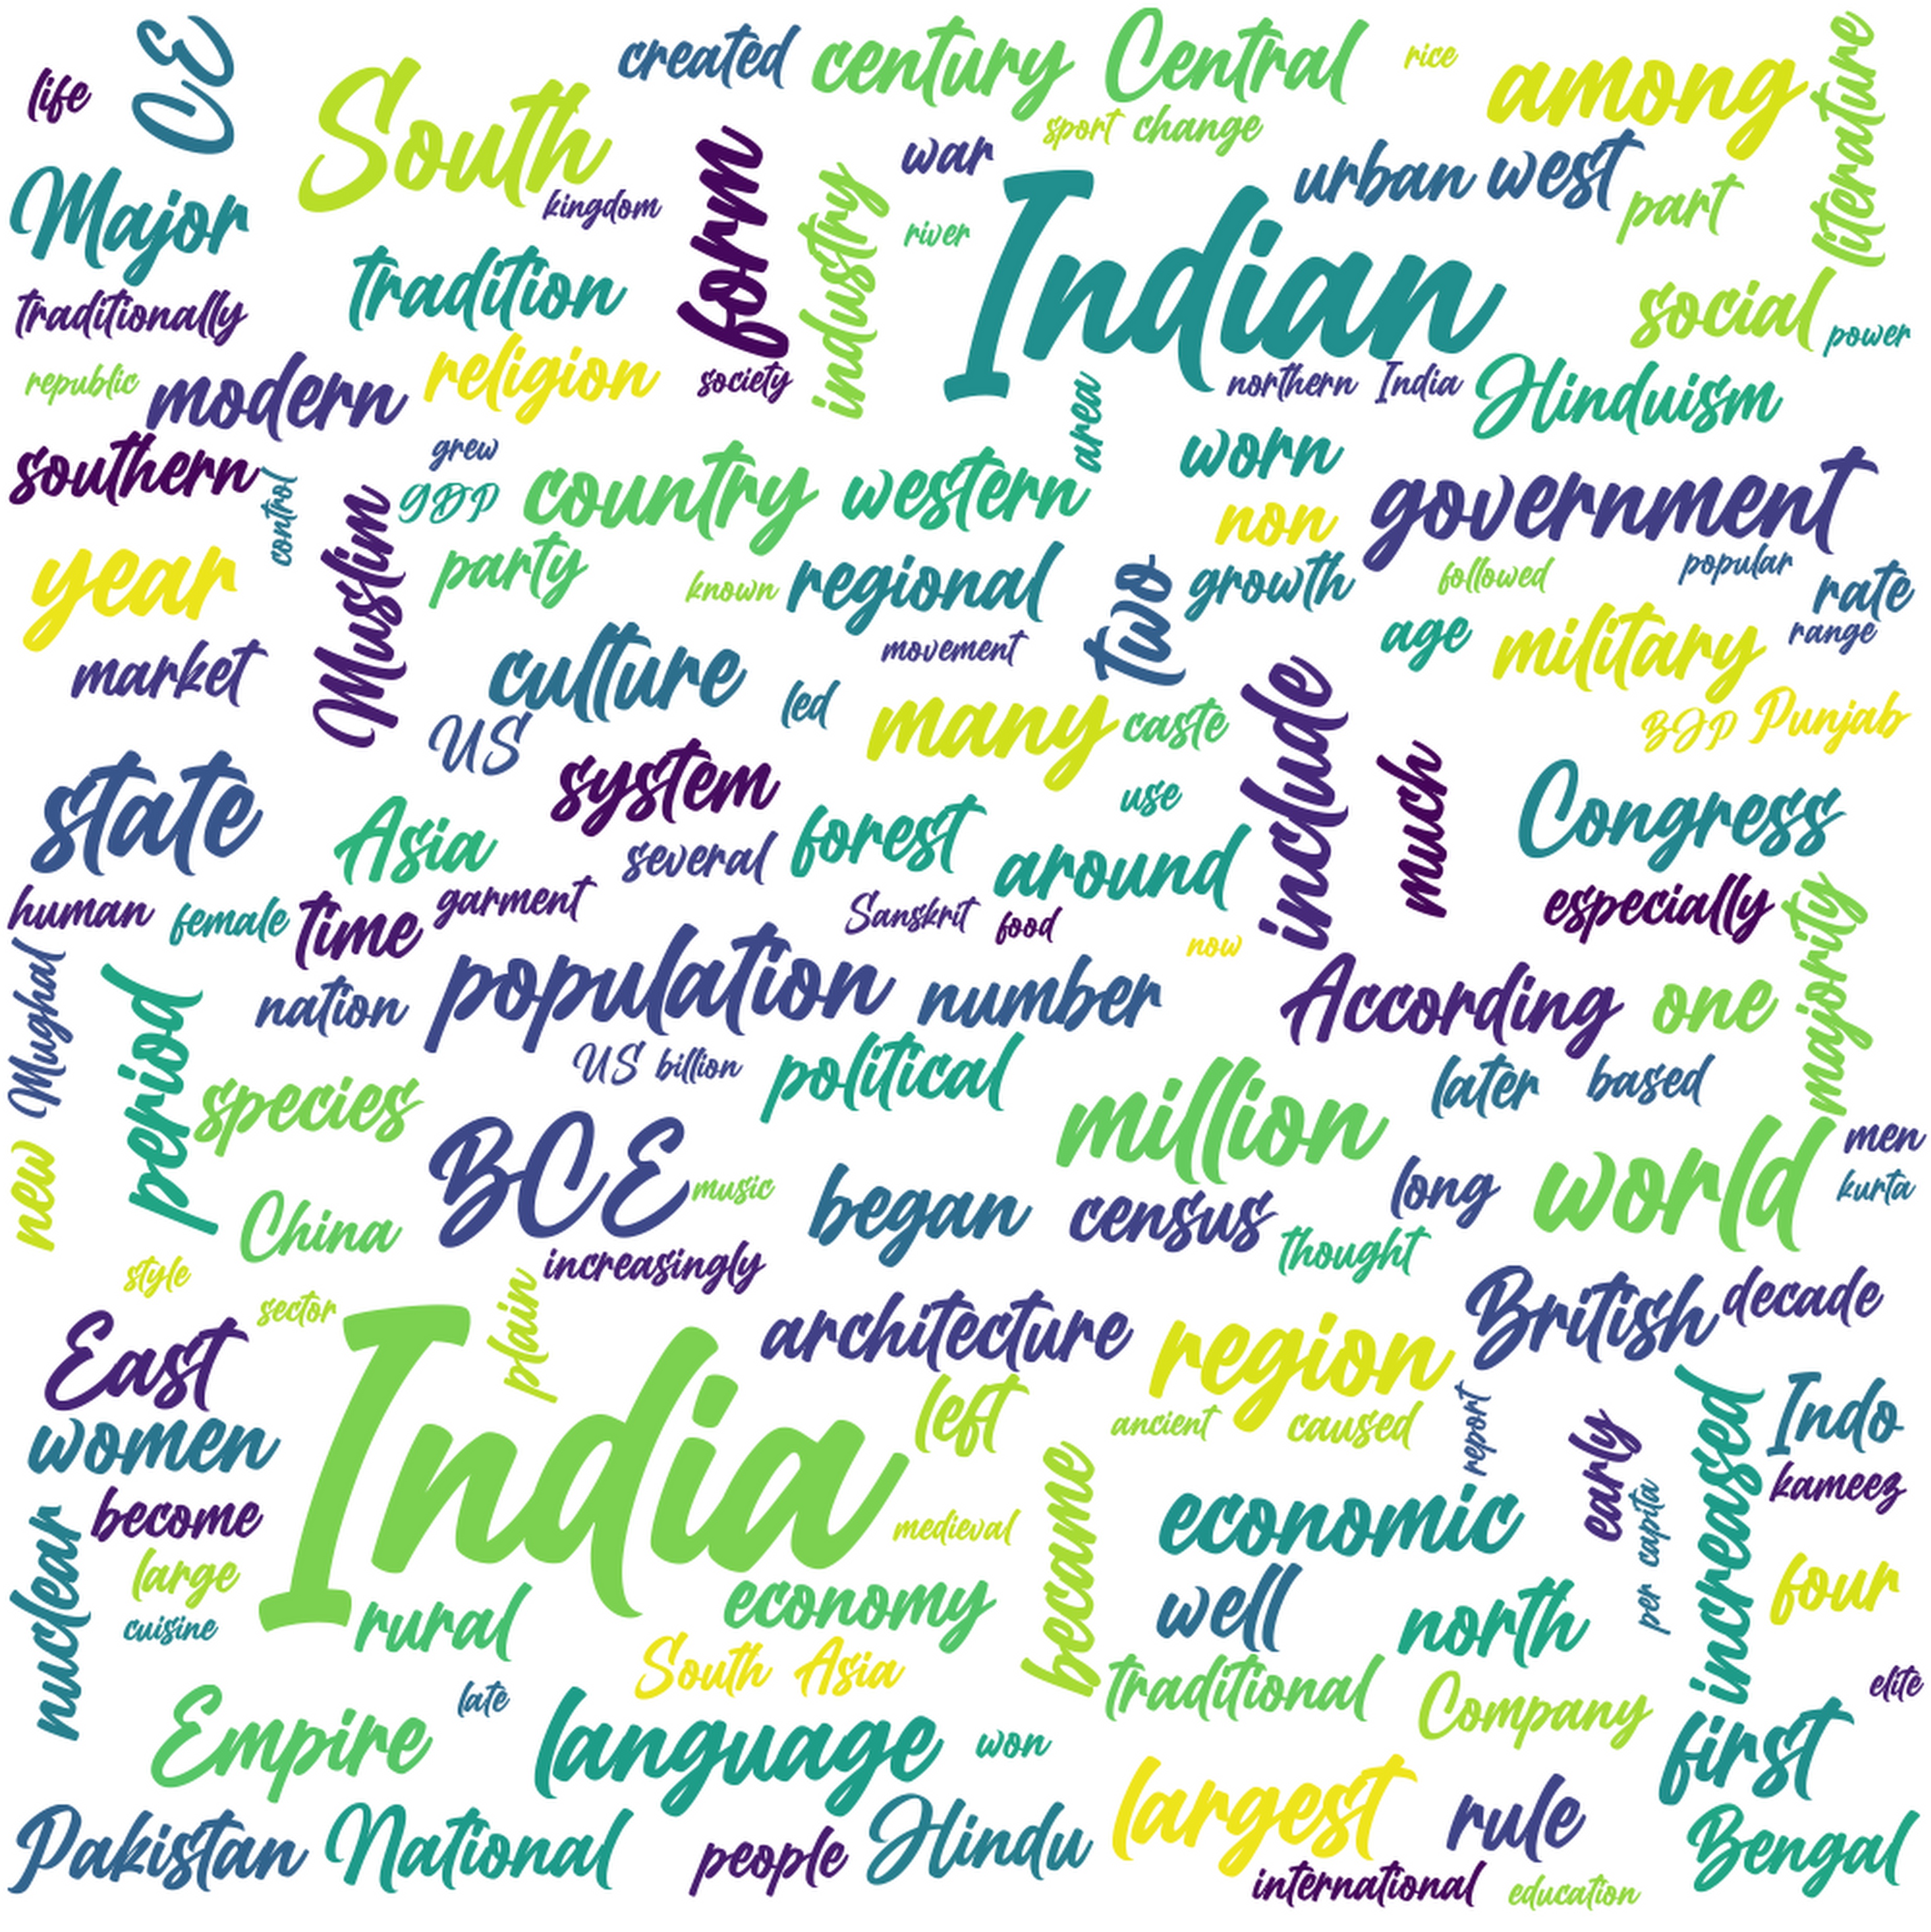 life
CE
South
created
century
Central
rice
among
literature
sport
change
war
urban
west
part
Major
kingdom
form
industry
river
Indian
traditionally
tradition
social
power
republic
modern
religion
society
northern India
Hinduism
area
southern
control
grew
GDP
country
western
worn
non
government
year
Muslim
party
known
regional
two
growth
followed
popular
rate
range
market
culture
movement
led
many
caste
age
military
BJP
Punjab
US
system
include
much
use
Congress
state
Asia
several
forest
around
especially
majority
human
female
time
garment
Sanskrit
food
now
Mughal
period
nation
population
number
According
one
US billion
political
later
based
species
million
men
new
BCE
music
began
census
long
world
kurta
China
thought
style
increasingly
sector
plain
architecture
region
British
decade
East
India
left
ancient
caused
report
early
increased
Indo
women
kameez
become
medieval
became
economic
per capita
nuclear
large
four
cuisine
rural
economy
well
north
South Asia
traditional
Company
elite
Empire
late
language
won
first
largest
rule
Pakistan
National
people
Hindu
Bengal
international
education